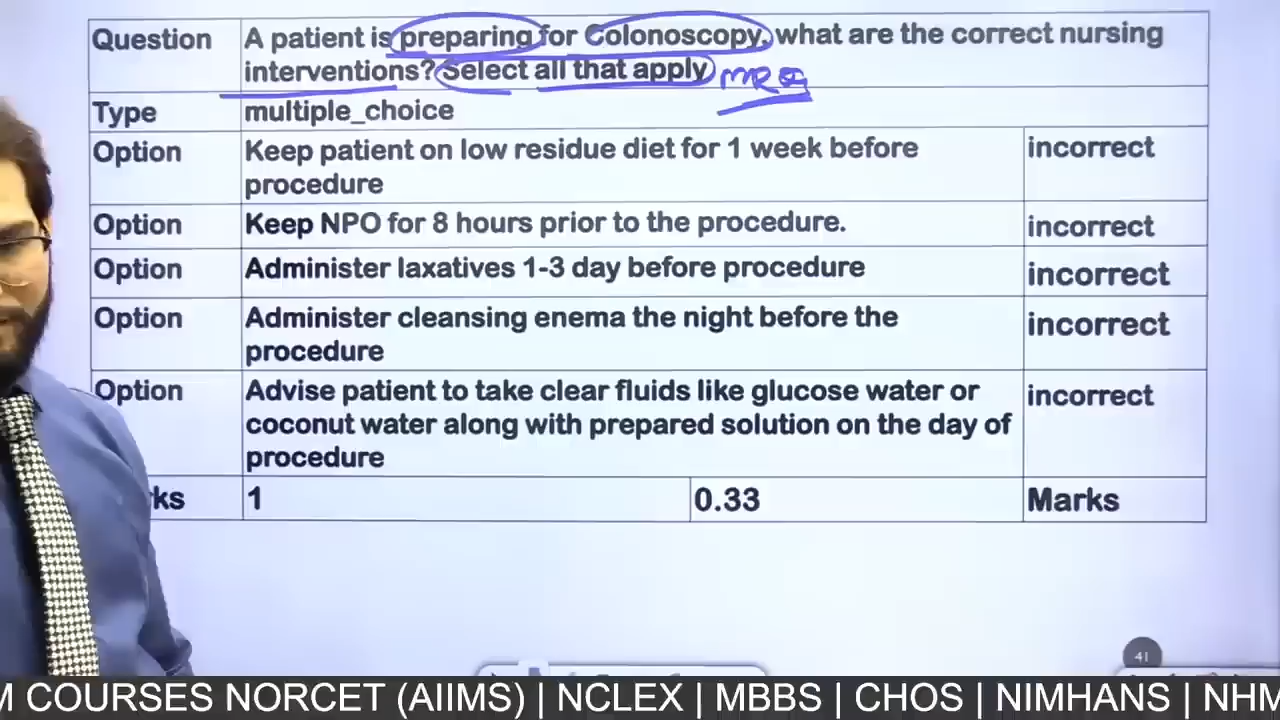 Question A patient is preparing for Colonoscopy, what are the correct nursing
interventions? Select all that apply MRSQ
Type multiple_choice
Option Keep patient on low residue diet for 1 week before incorrect
procedure
Option Keep NPO for 8 hours prior to the procedure. incorrect
Option Administer laxatives 1-3 day before procedure incorrect
Option Administer cleansing enema the night before the incorrect
procedure
Option Advise patient to take clear fluids like glucose water or incorrect
coconut water along with prepared solution on the day of
procedure
ks 1 0.33 Marks
41
M COURSES NORCET (AIIMS) | NCLEX | MBBS | CHOS | NIMHANS | NHM